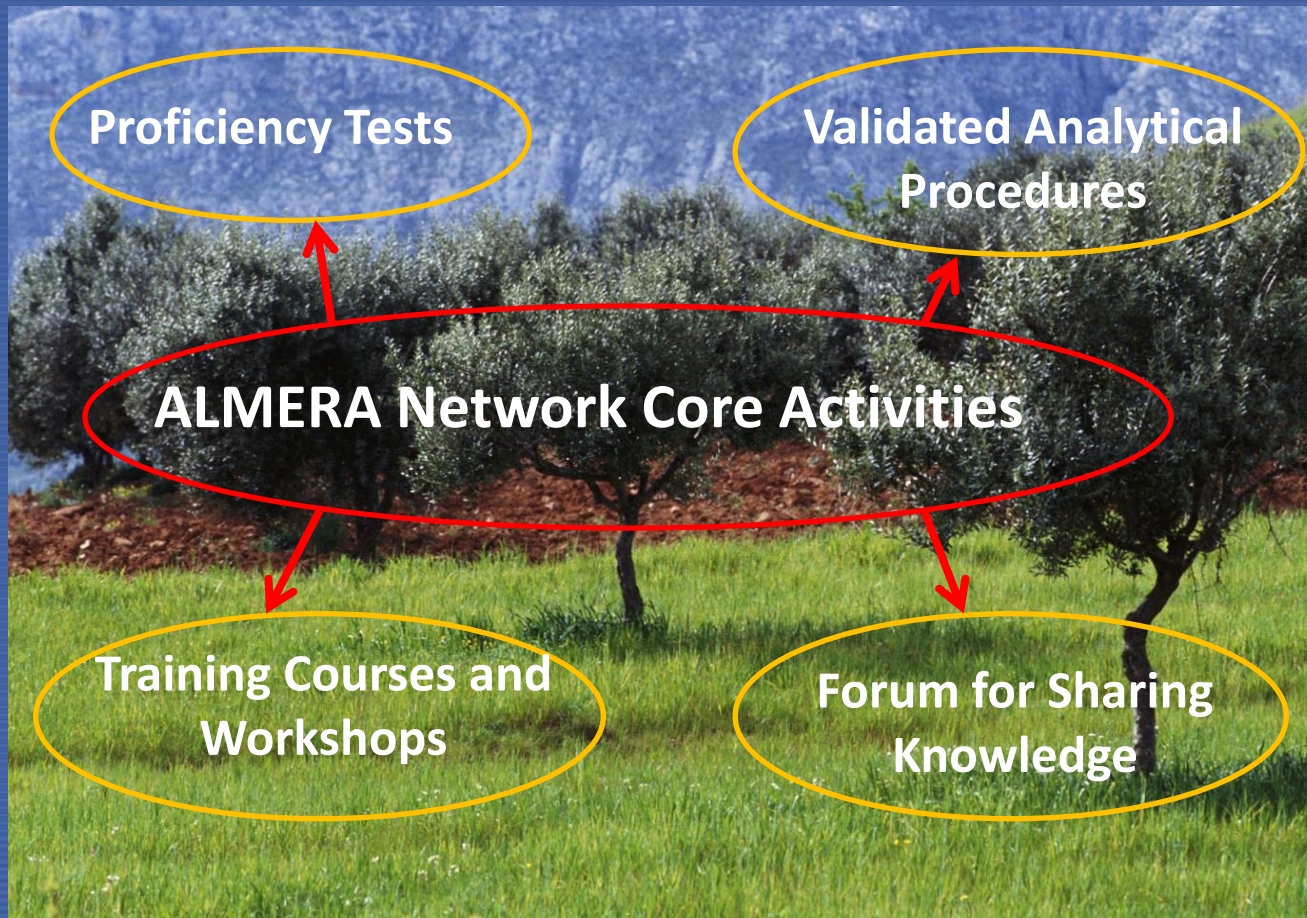 Proficiency Tests
Validated Analytical
Procedures
ALMERA Network Core Activities
Training Courses and
Workshops
Forum for Sharing
Knowledge